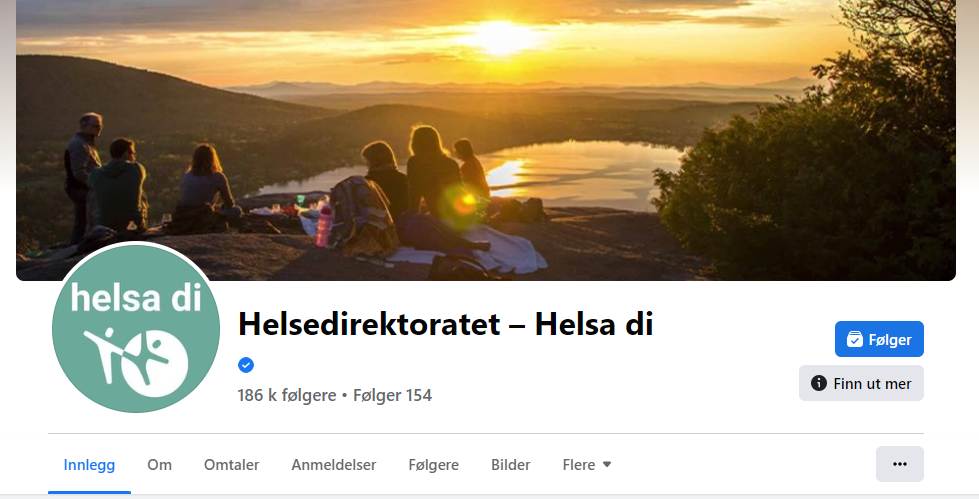 helsa di
Helsedirektoratet – Helsa di
186 k følgere • Følger 154
Følger
Finn ut mer
Innlegg Om Omtaler Anmeldelser Følgere Bilder Flere